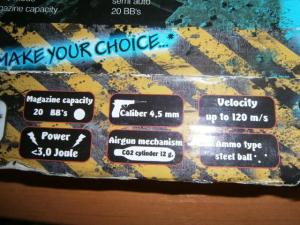 magazine capacity
semi auto
20 BB's
MAKE YOUR CHOICE...*
Magazine capacity
20 BB's
Caliber 4,5 mm
Velocity
up to 120 m/s
Power
<3,0 Joule
Airgun mechanism
CO2 cylinder 12 g.
Ammo type
steel ball